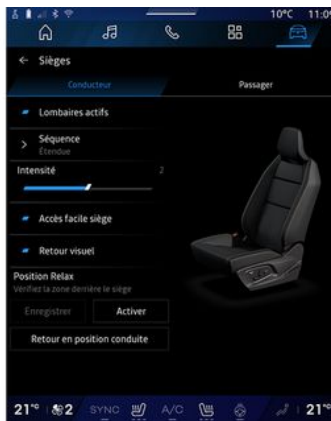 10°C 11:09
Sièges
Conducteur Passager
Lombaires actifs
Séquence
Étendue
Intensité 2
Accès facile siège
Retour visuel
Position Relax
Vérifiez la zone derrière le siège
Enregistrer Activer
Retour en position conduite
21° 2 SYNC A/C 21°